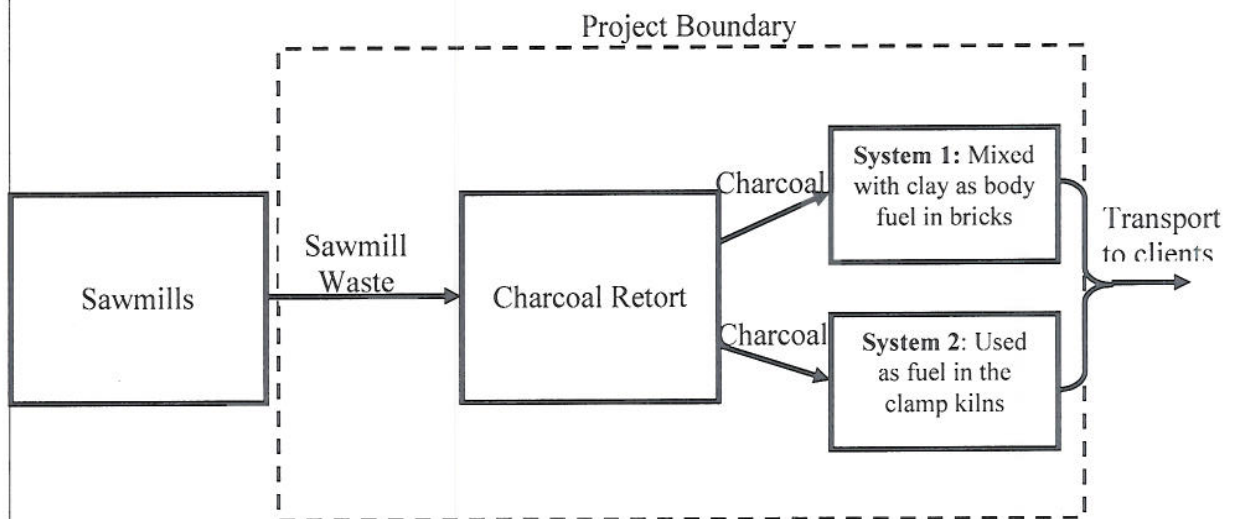 Project Boundary
Sawmills
Sawmill
Waste
Charcoal Retort
Charcoal
Charcoal
System 1: Mixed
with clay as body
fuel in bricks
System 2: Used
as fuel in the
clamp kilns
Transport
to clients